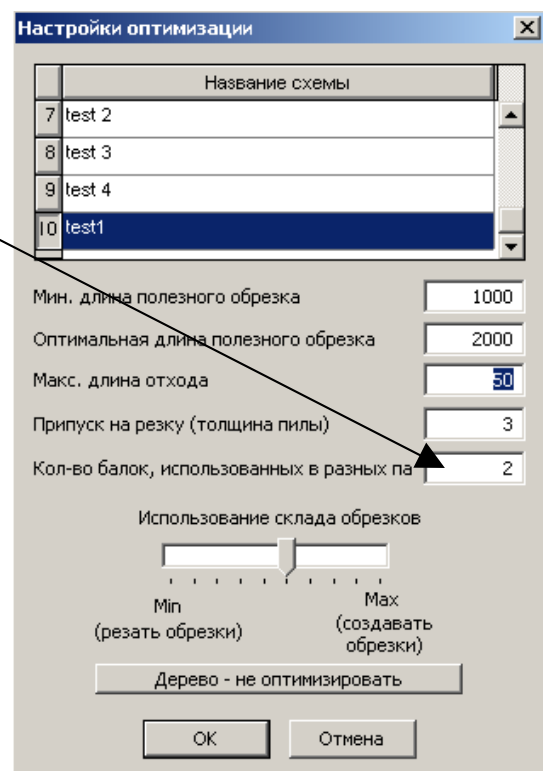 Настройки оптимизации
Название схемы
7 test 2
8 test 3
9 test 4
10 test1
Мин. длина полезного обрезка 1000
Оптимальная длина полезного обрезка 2000
Макс. длина отхода 50
Припуск на резку (толщина пилы) 3
Кол-во балок, использованных в разных па 2
Использование склада обрезков
Min Max
(резать обрезки) (создавать
обрезки)
Дерево - не оптимизировать
OK Отмена